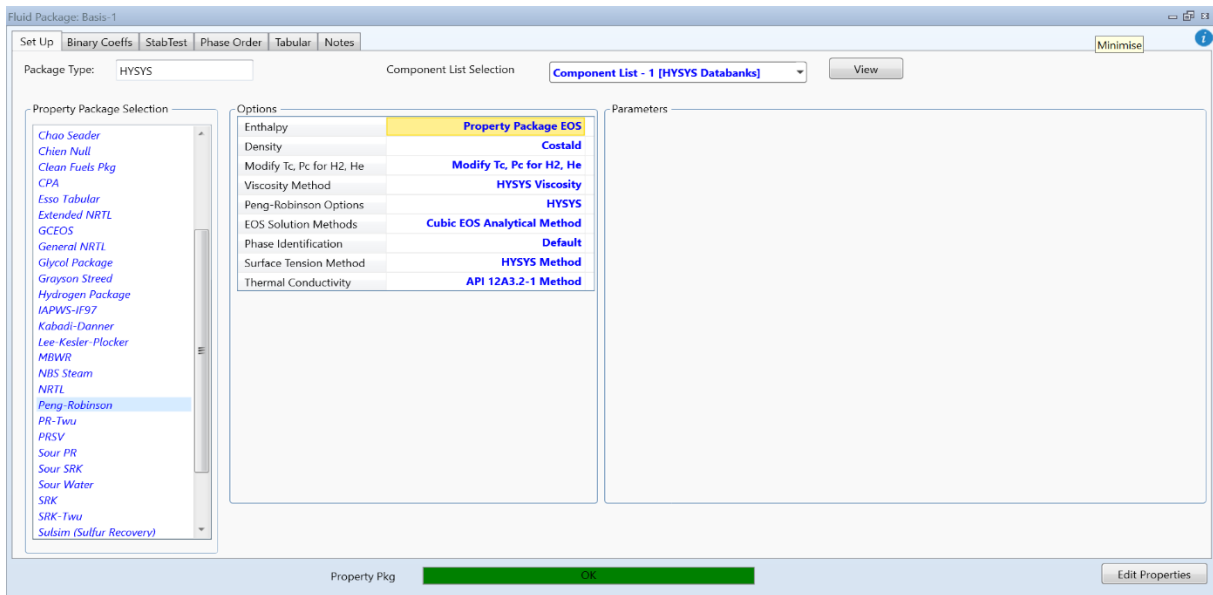 Fluid Package: Basis-1
Set Up Binary Coeffs StabTest Phase Order Tabular Notes
Minimise
Package Type: HYSYS Component List Selection Component List - 1 [HYSYS Databanks] View
Property Package Selection
Chao Seader
Chien Null
Clean Fuels Pkg
CPA
Esso Tabular
Extended NRTL
GCEOS
General NRTL
Glycol Package
Grayson Streed
Hydrogen Package
IAPWS-IF97
Kabadi-Danner
Lee-Kesler-Plocker
MBWR
NBS Steam
NRTL
Peng-Robinson
PR-Twu
PRSV
Sour PR
Sour SRK
Sour Water
SRK
SRK-Twu
Sulsim (Sulfur Recovery)
Options
Enthalpy Property Package EOS
Density Costald
Modify Tc, Pc for H2, He Modify Tc, Pc for H2, He
Viscosity Method HYSYS Viscosity
Peng-Robinson Options HYSYS
EOS Solution Methods Cubic EOS Analytical Method
Phase Identification Default
Surface Tension Method HYSYS Method
Thermal Conductivity API 12A3.2-1 Method
Parameters
Property Pkg OK Edit Properties